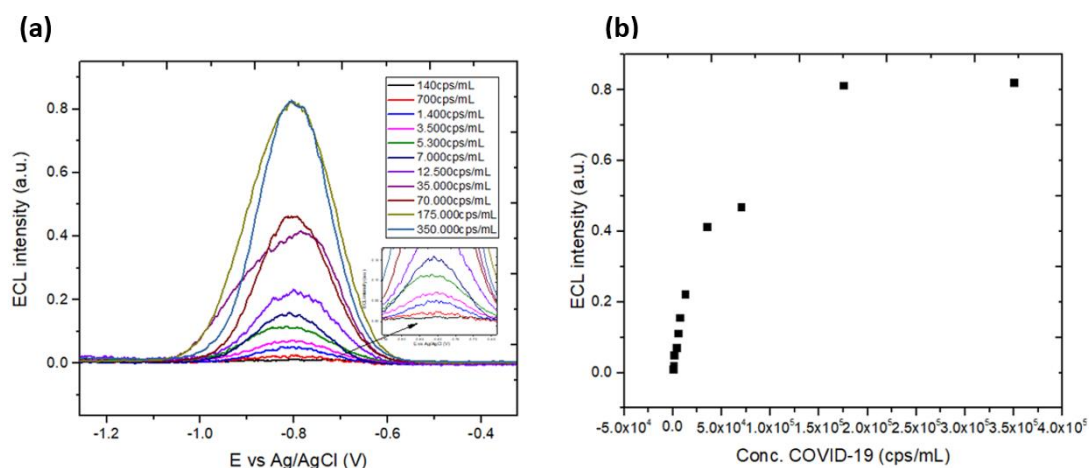 (a)
ECL intensity (a.u.)
0.8
0.6
0.4
0.2
0.0
-1.2
-1.0
-0.8
-0.6
-0.4
E vs Ag/AgCl (V)
140cps/mL
700cps/mL
1.400cps/mL
3.500cps/mL
5.300cps/mL
7.000cps/mL
12.500cps/mL
35.000cps/mL
70.000cps/mL
175.000cps/mL
350.000cps/mL
E vs Ag/AgCl (V)
(b)
ECL intensity (a.u.)
0.8
0.6
0.4
0.2
0.0
-5.0x10⁴
0.0
5.0x10⁴
1.0x10⁵
1.5x10⁵
2.0x10⁵
2.5x10⁵
3.0x10⁵
3.5x10⁵
4.0x10⁵
Conc. COVID-19 (cps/mL)